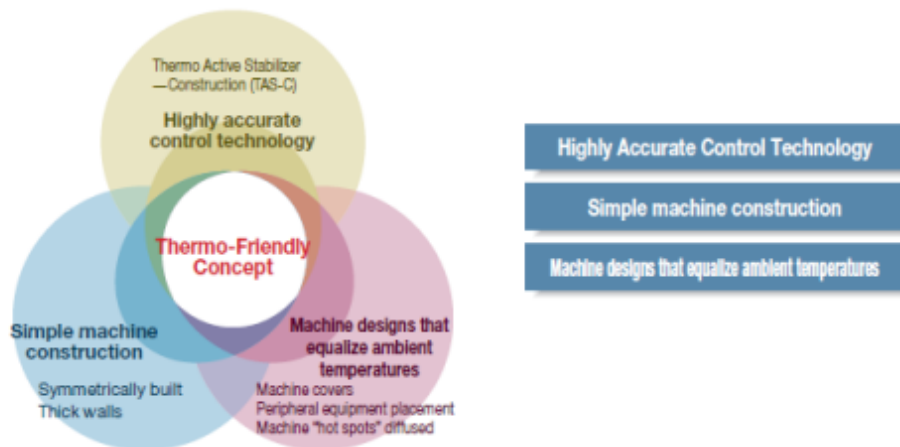 Thermo Active Stabilizer
—Construction (TAS-C)
Highly accurate
control technology
Thermo-Friendly
Concept
Simple machine
construction
Symmetrically built
Thick walls
Machine designs that
equalize ambient
temperatures
Machine covers
Peripheral equipment placement
Machine "hot spots" diffused
Highly Accurate Control Technology
Simple machine construction
Machine designs that equalize ambient temperatures